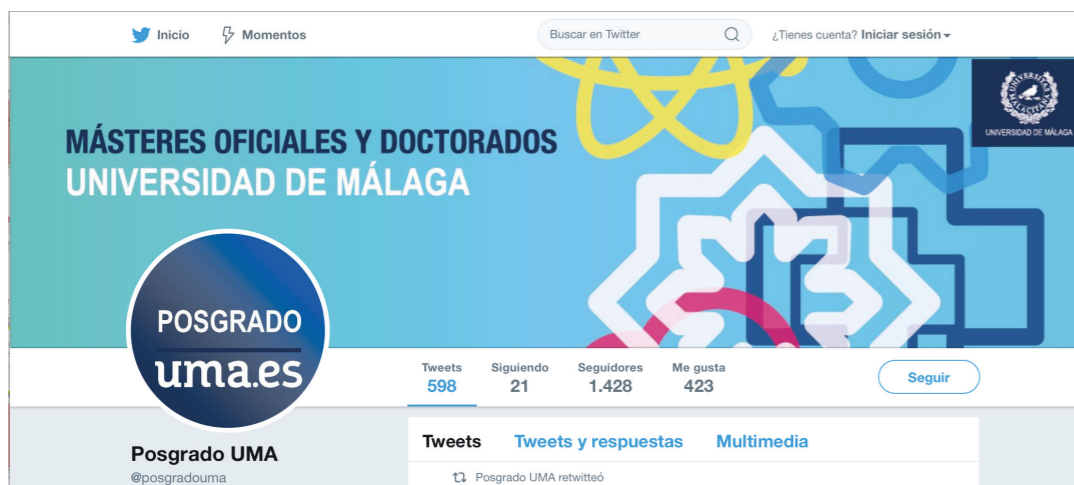 Inicio
Momentos
Buscar en Twitter
¿Tienes cuenta? Iniciar sesión
MÁSTERES OFICIALES Y DOCTORADOS
UNIVERSIDAD DE MÁLAGA
UNIVERSITAS MALACITANA
UNIVERSIDAD DE MÁLAGA
POSGRADO
uma.es
Tweets Siguiendo Seguidores Me gusta
598 21 1.428 423
Seguir
Posgrado UMA
@posgradouma
Tweets Tweets y respuestas Multimedia
Posgrado UMA retwitteó